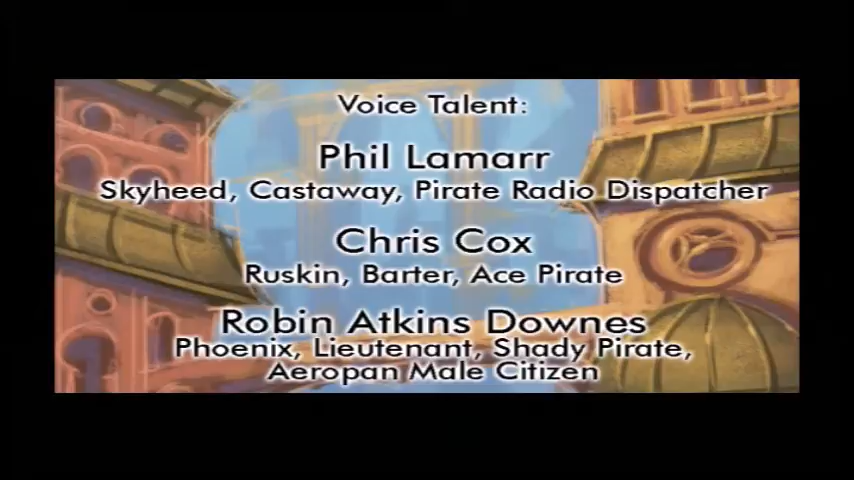 Voice Talent:
Phil Lamarr
Skyheed, Castaway, Pirate Radio Dispatcher
Chris Cox
Ruskin, Barter, Ace Pirate
Robin Atkins Downes
Phoenix, Lieutenant, Shady Pirate,
Aeropan Male Citizen